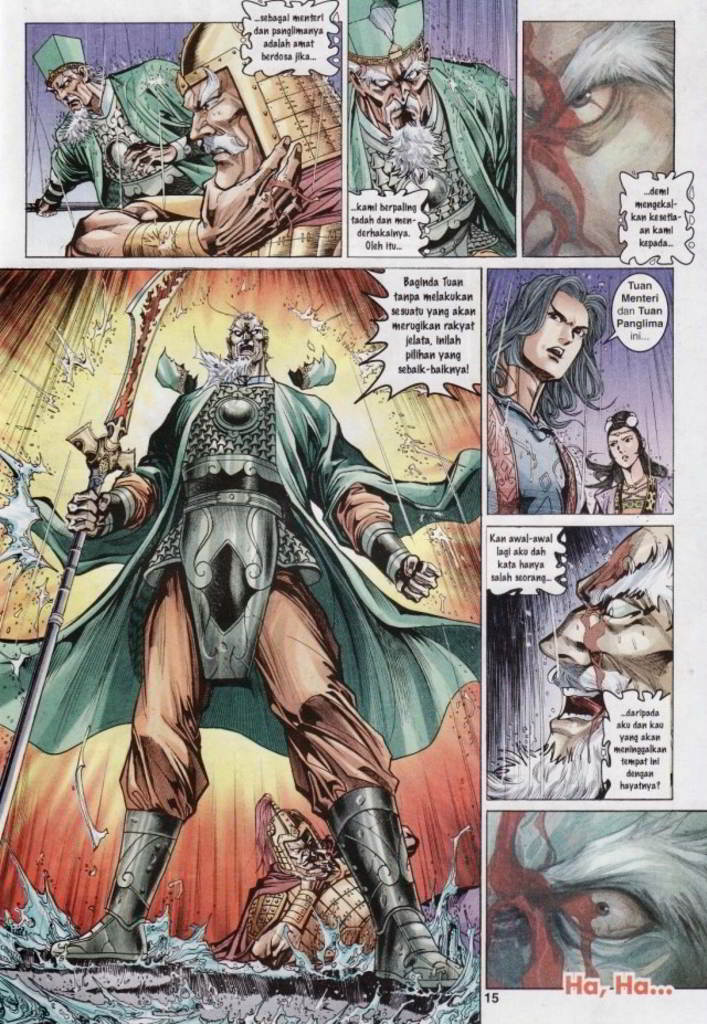 ...sebagai menteri
dan panglimanya
adalah amat
berdosa jika...
...kami berpaling
tadah dan men-
derhakainya.
Oleh itu...
...demi
mengekal-
kan kesetia-
an kami
kepada...
Baginda Tuan
tanpa melakukan
sesuatu yang akan
merugikan rakyat
jelata, inilah
pilihan yang
sebaik-baiknya!
Tuan
Menteri
dan Tuan
Panglima
ini...
Kan awal-awal
lagi aku dah
kata hanya
salah seorang...
...daripada
aku dan kau
yang akan
meninggalkan
tempat ini
dengan
hayatnya?
Ha, Ha...
15